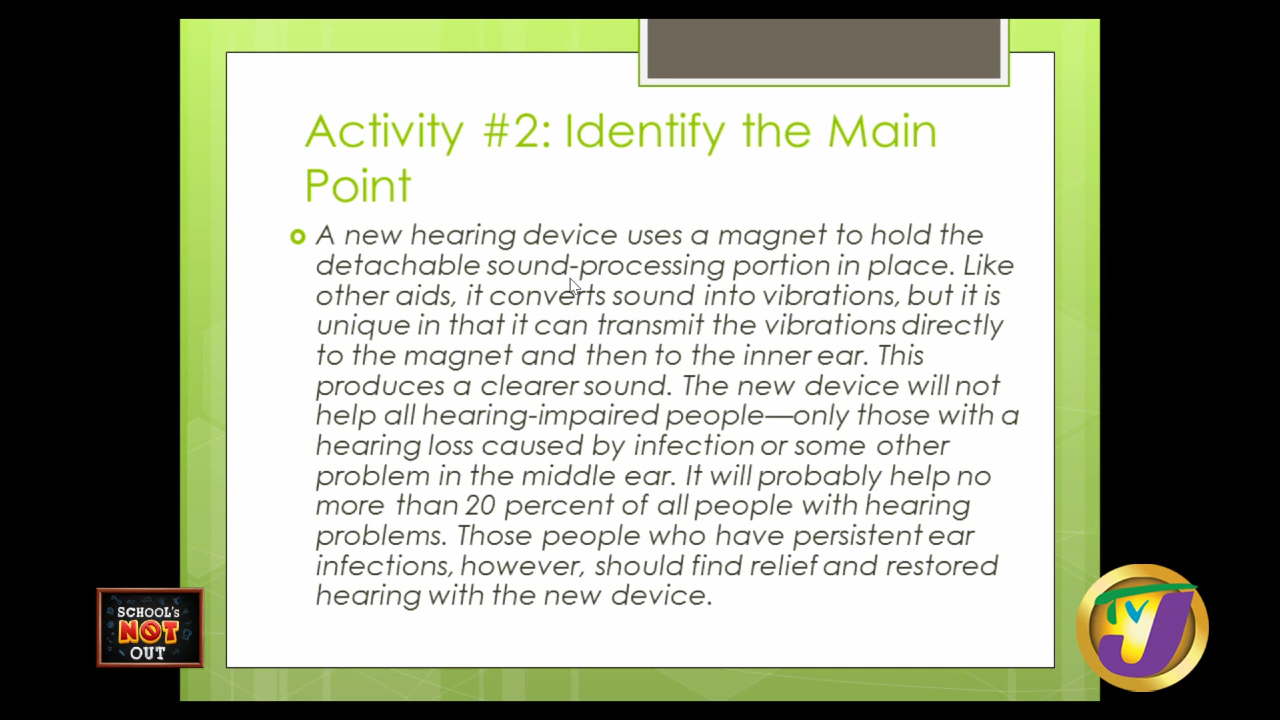 Activity #2: Identify the Main
Point
A new hearing device uses a magnet to hold the
detachable sound-processing portion in place. Like
other aids, it converts sound into vibrations, but it is
unique in that it can transmit the vibrations directly
to the magnet and then to the inner ear. This
produces a clearer sound. The new device will not
help all hearing-impaired people—only those with a
hearing loss caused by infection or some other
problem in the middle ear. It will probably help no
more than 20 percent of all people with hearing
problems. Those people who have persistent ear
infections, however, should find relief and restored
hearing with the new device.
SCHOOL's
NOT
OUT
TVJ